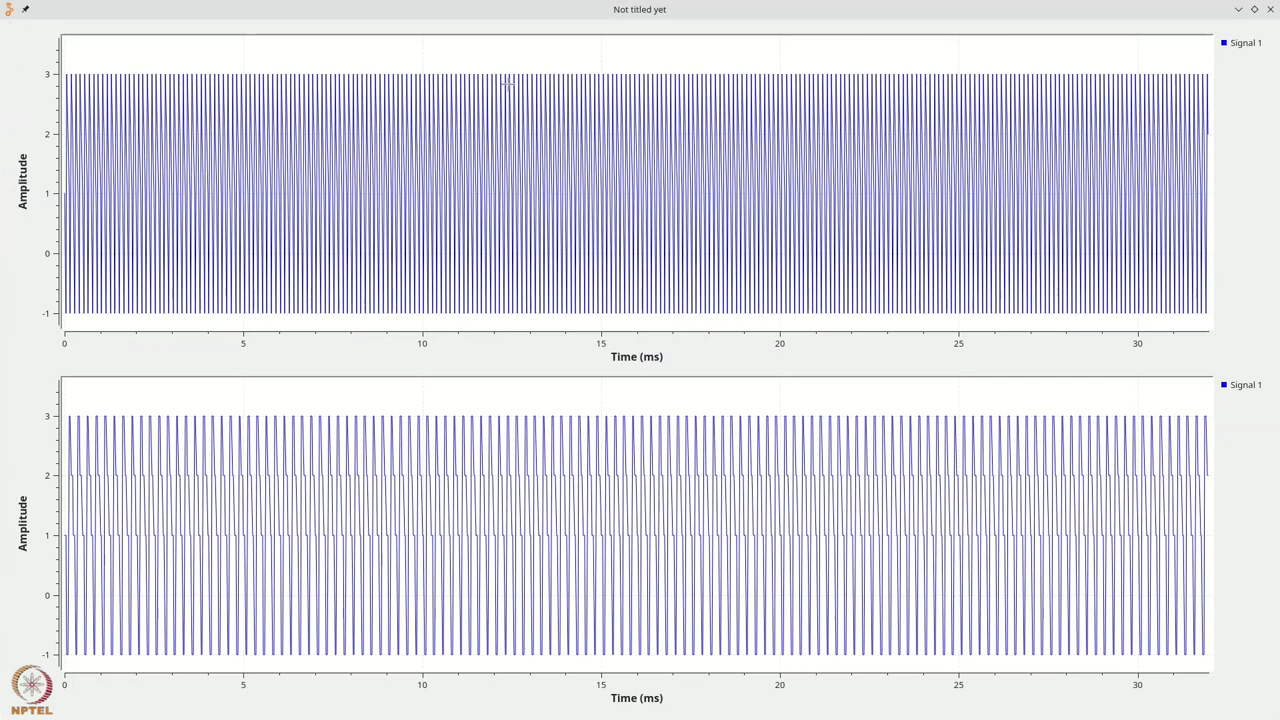 Not titled yet
Signal 1
Amplitude
3
2
1
0
-1
0 5 10 15 20 25 30
Time (ms)
Signal 1
Amplitude
3
2
1
0
-1
0 5 10 15 20 25 30
Time (ms)
NPTEL